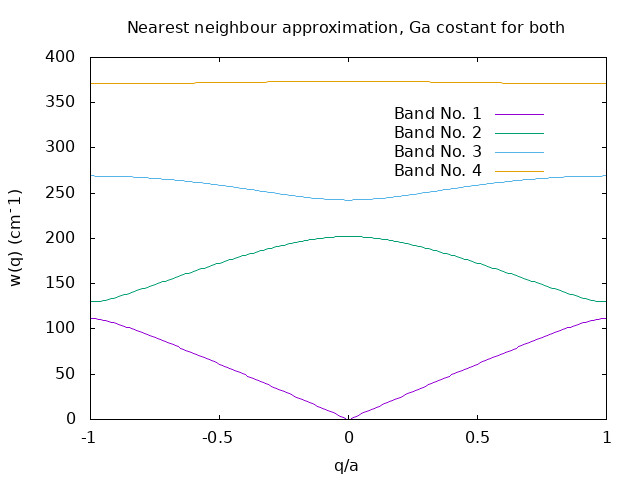 Nearest neighbour approximation, Ga costant for both
400
350
300
250
200
150
100
50
0
w(q) (cm⁻1)
Band No. 1
Band No. 2
Band No. 3
Band No. 4
-1
-0.5
0
0.5
1
q/a